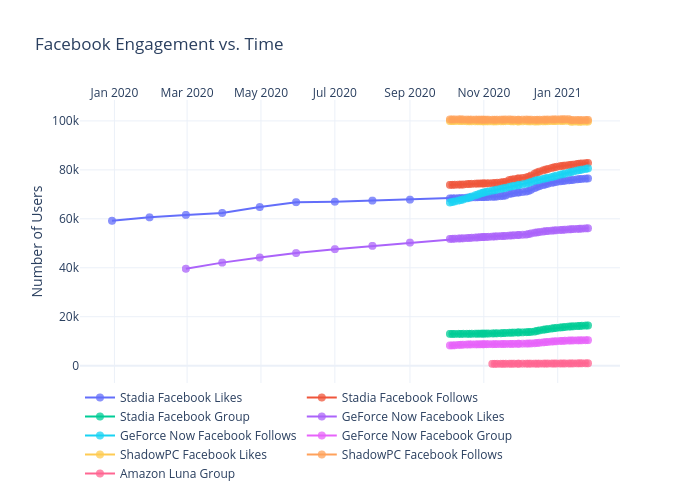 Facebook Engagement vs. Time
Jan 2020 Mar 2020 May 2020 Jul 2020 Sep 2020 Nov 2020 Jan 2021
100k
80k
60k
40k
20k
0
Number of Users
Stadia Facebook Likes Stadia Facebook Follows
Stadia Facebook Group GeForce Now Facebook Likes
GeForce Now Facebook Follows GeForce Now Facebook Group
ShadowPC Facebook Likes ShadowPC Facebook Follows
Amazon Luna Group